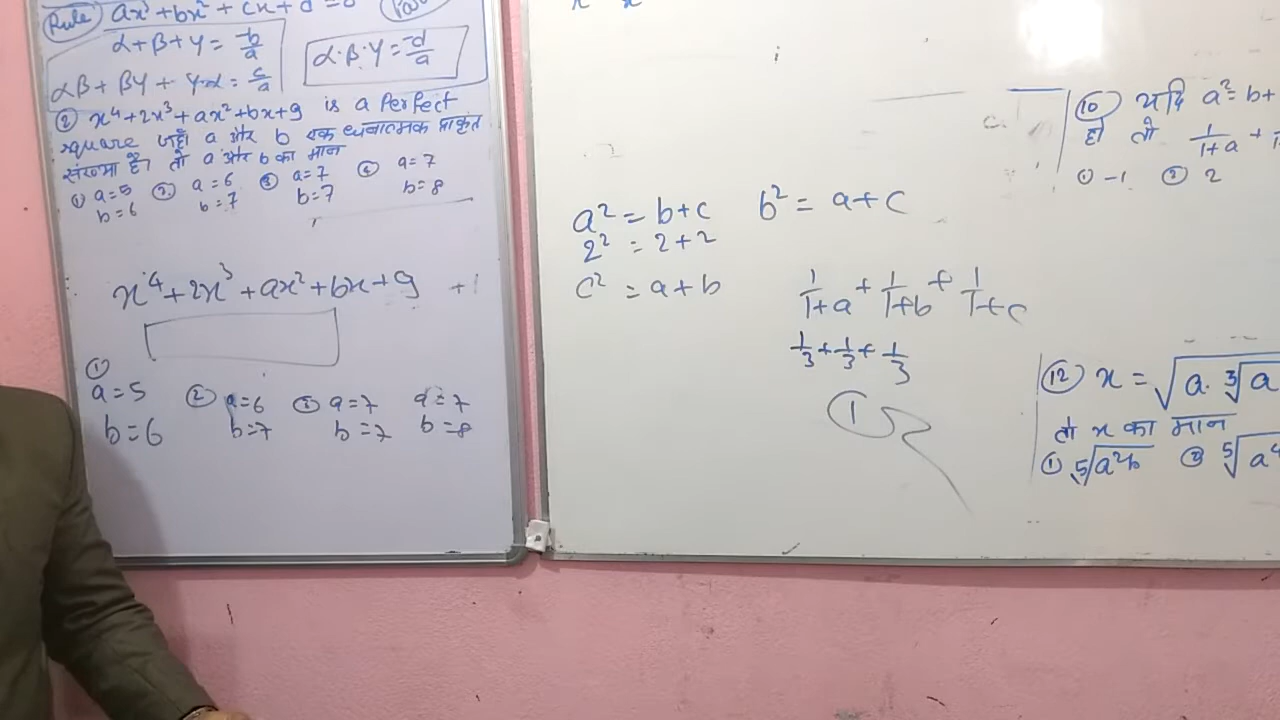 Rule ax³ + bx² + cx + d = 0
α + β + γ = -b/a
α·β·γ = -d/a
αβ + βγ + γ·α = c/a
② x⁴ + 2x³ + ax² + bx + 9 is a Perfect
square जहाँ a और b एक धनात्मक प्राकृत
संख्या है। तो a और b का मान
① a = 5 ② a = 6 ③ a = 7 ④ a = 7
b = 6 b = 7 b = 7 b = 8
x⁴ + 2x³ + ax² + bx + 9
①
a = 5 ② a = 6 ③ a = 7 a = 7
b = 6 b = 7 b = 7 b = 8
a² = b + c b² = a + c
2² = 2 + 2
c² = a + b
1/1+a + 1/1+b + 1/1+c
1/3 + 1/3 + 1/3
1
⑩ यदि a² = b +
हो तो 1/1+a +
① -1 ② 2
⑫ x = √a·∛a
तो x का मान
① ⁵√a²b ② ⁵√a⁴